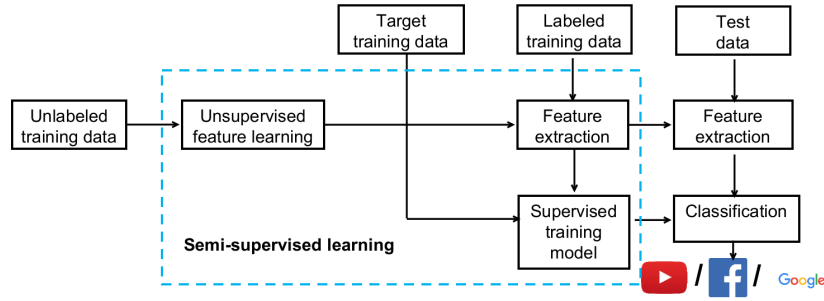 Target
training data
Labeled
training data
Test
data
Unlabeled
training data
Unsupervised
feature learning
Feature
extraction
Feature
extraction
Supervised
training
model
Classification
Semi-supervised learning
/ f / Google